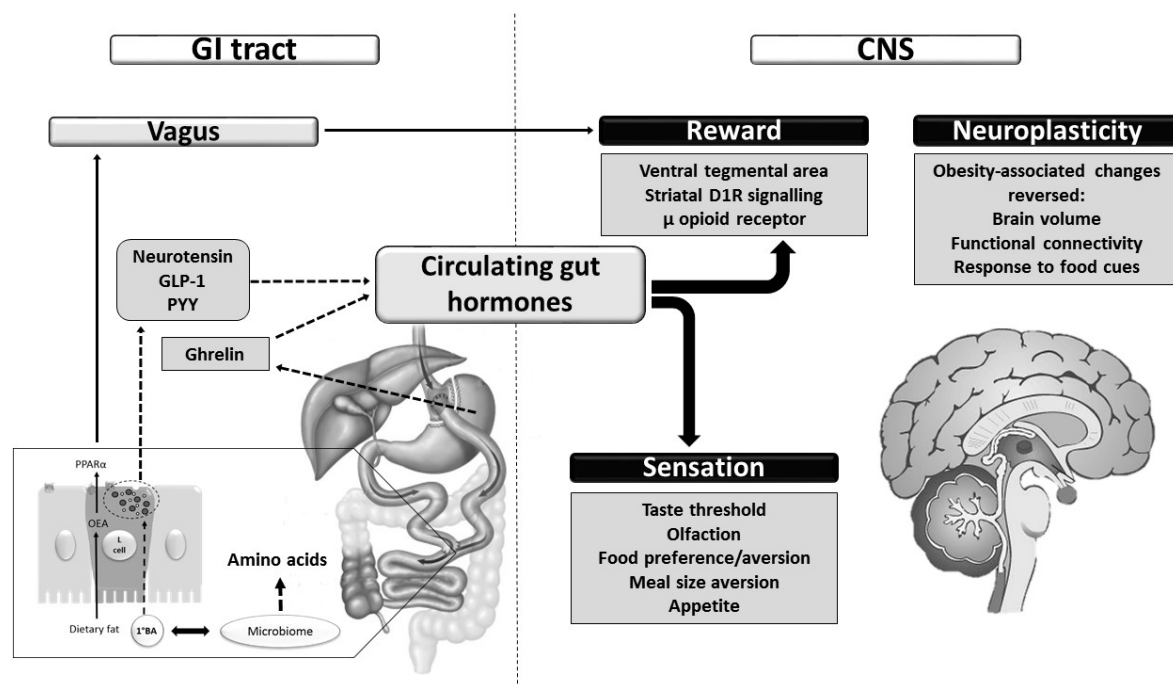 GI tract
CNS
Vagus
Reward
Neuroplasticity
Ventral tegmental area
Striatal D1R signalling
μ opioid receptor
Obesity-associated changes
reversed:
Brain volume
Functional connectivity
Response to food cues
Neurotensin
GLP-1
PYY
Circulating gut
hormones
Ghrelin
PPARα
OEA
L
cell
Amino acids
Dietary fat
1°BA
Microbiome
Sensation
Taste threshold
Olfaction
Food preference/aversion
Meal size aversion
Appetite